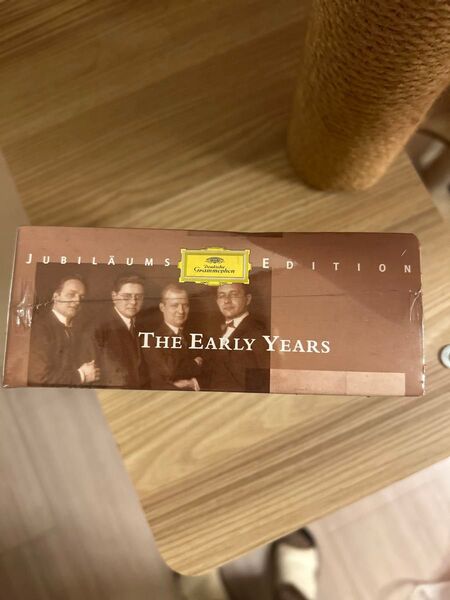 JUBILÄUMS EDITION
Deutsche
Grammophon
THE EARLY YEARS